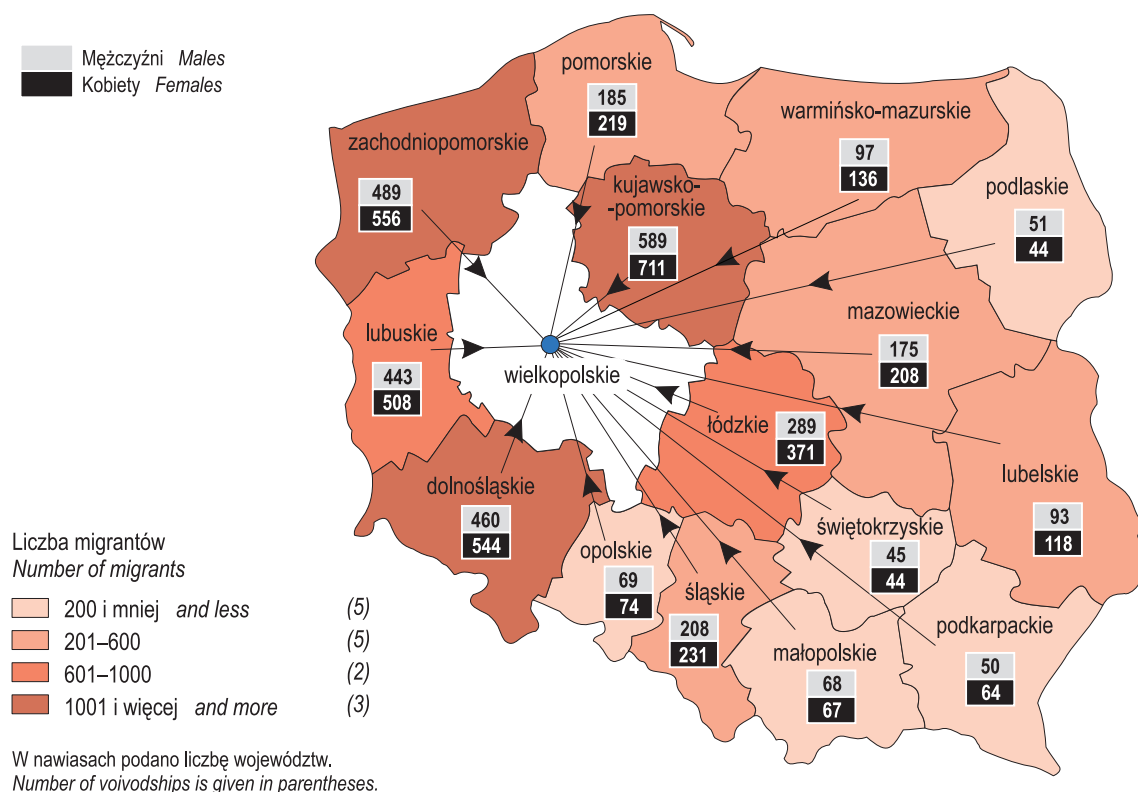 Mężczyźni Males
Kobiety Females
pomorskie
185
219
warmińsko-mazurskie
97
136
zachodniopomorskie
489
556
kujawsko-
-pomorskie
589
711
podlaskie
51
44
mazowieckie
175
208
lubuskie
443
508
wielkopolskie
łódzkie
289
371
lubelskie
93
118
dolnośląskie
460
544
opolskie
69
74
śląskie
208
231
świętokrzyskie
45
44
małopolskie
68
67
podkarpackie
50
64
Liczba migrantów
Number of migrants
200 i mniej and less (5)
201–600 (5)
601–1000 (2)
1001 i więcej and more (3)
W nawiasach podano liczbę województw.
Number of voivodships is given in parentheses.